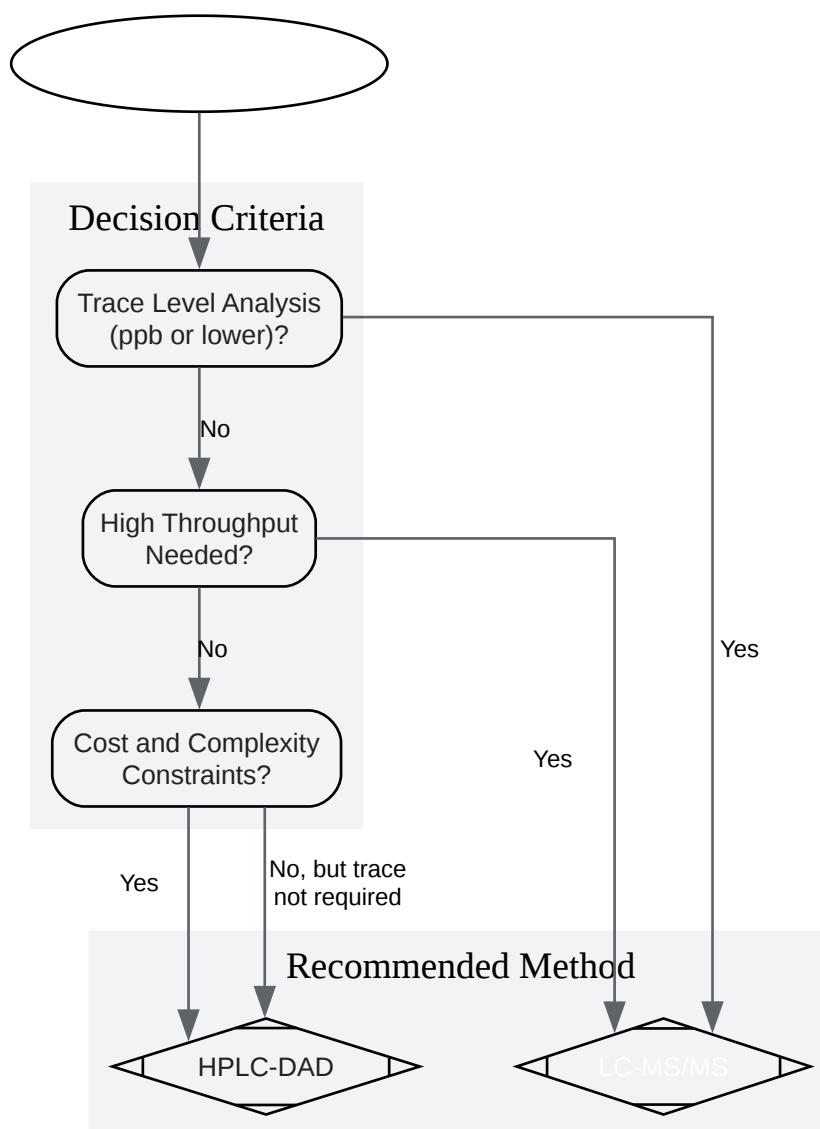 Decision Criteria
Trace Level Analysis
(ppb or lower)?
No
High Throughput
Needed?
No
Yes
Cost and Complexity
Constraints?
Yes
Yes
No, but trace
not required
Recommended Method
HPLC-DAD
LC-MS/MS